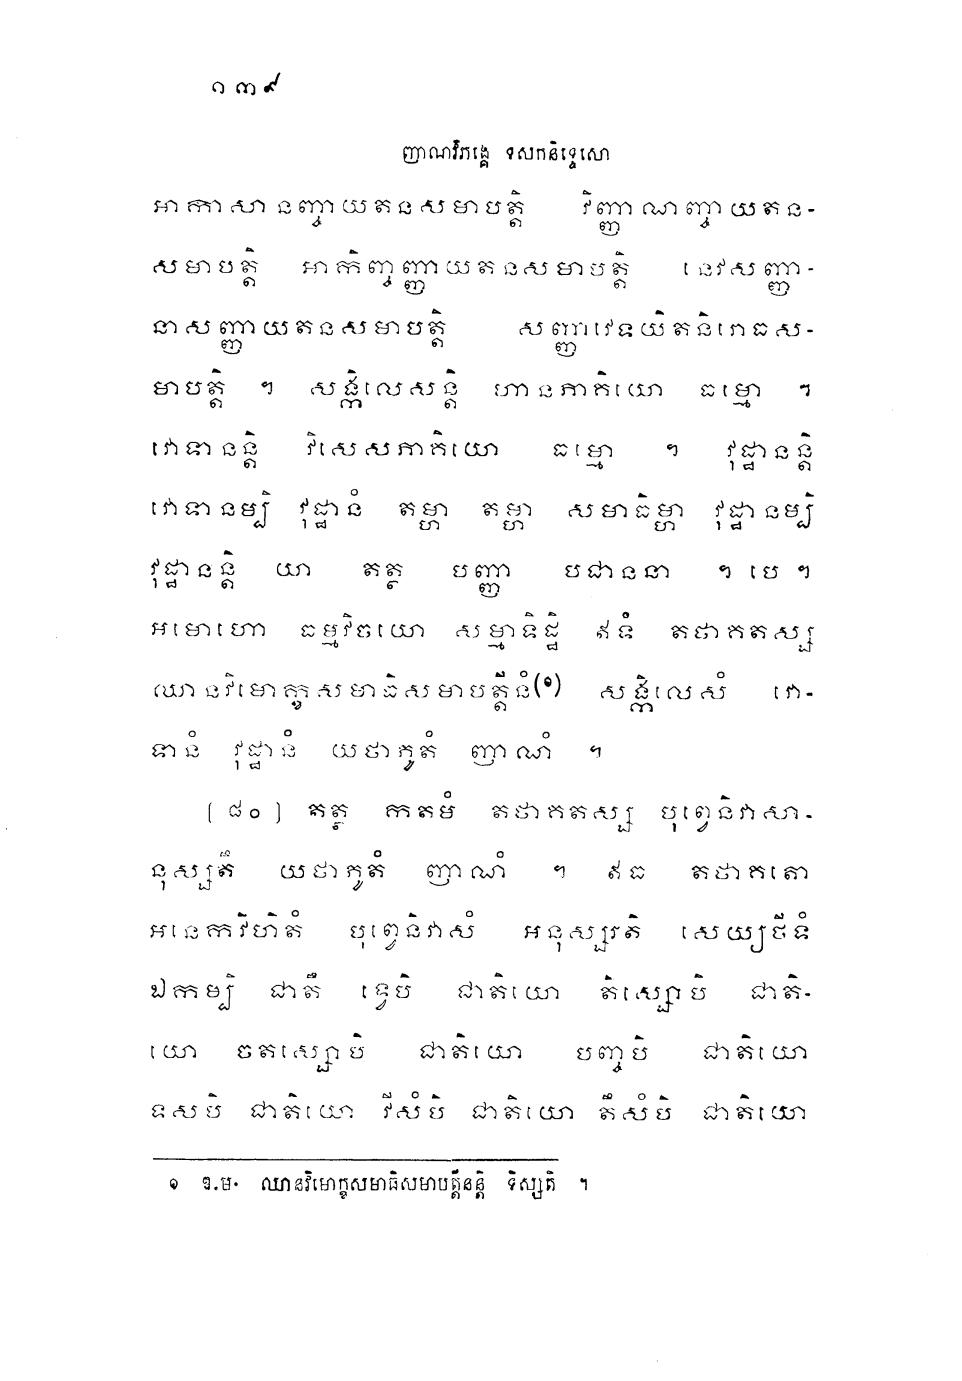 ១៣៩
ញាណវិភង្គេ ទសកនិទ្ទេសោ
អាកាសានញ្ចាយតនសមាបត្តិ វិញ្ញាណញ្ចាយតន-
សមាបត្តិ អាកិញ្ចញ្ញាយតនសមាបត្តិ នេវសញ្ញា-
នាសញ្ញាយតនសមាបត្តិ សញ្ញាវេទយិតនិរោធស-
មាបត្តិ ។ សង្កិលេសន្តិ ហានភាគិយោ ធម្មោ ។
វោទានន្តិ វិសេសភាគិយោ ធម្មោ ។ វុដ្ឋានន្តិ
វោទានម្បិ វុដ្ឋានំ តម្ហា តម្ហា សមាធិម្ហា វុដ្ឋានម្បិ
វុដ្ឋានន្តិ យា តត្ថ បញ្ញា បជាននា ។ បេ ។
អមោហោ ធម្មវិចយោ សម្មាទិដ្ឋិ ឥទំ តថាគតស្ស
ឈានវិមោក្ខសមាធិសមាបត្តីនំ(១) សង្កិលេសំ វោ-
ទានំ វុដ្ឋានំ យថាភូតំ ញាណំ ។
(៨០) តត្ថ កតមំ តថាគតស្ស បុព្វេនិវាសា-
នុស្សតឹ យថាភូតំ ញាណំ ។ ឥធ តថាគតោ
អនេកវិហិតំ បុព្វេនិវាសំ អនុស្សរតិ សេយ្យថីទំ
ឯកម្បិ ជាតឹ ទ្វេបិ ជាតិយោ តិស្សោបិ ជាតិ-
យោ ចតស្សោបិ ជាតិយោ បញ្ចបិ ជាតិយោ
ទសបិ ជាតិយោ វីសំបិ ជាតិយោ តឹសំបិ ជាតិយោ
១ ឱ.ម. ឈានវិមោក្ខសមាធិសមាបត្តីនន្តិ ទិស្សតិ ។